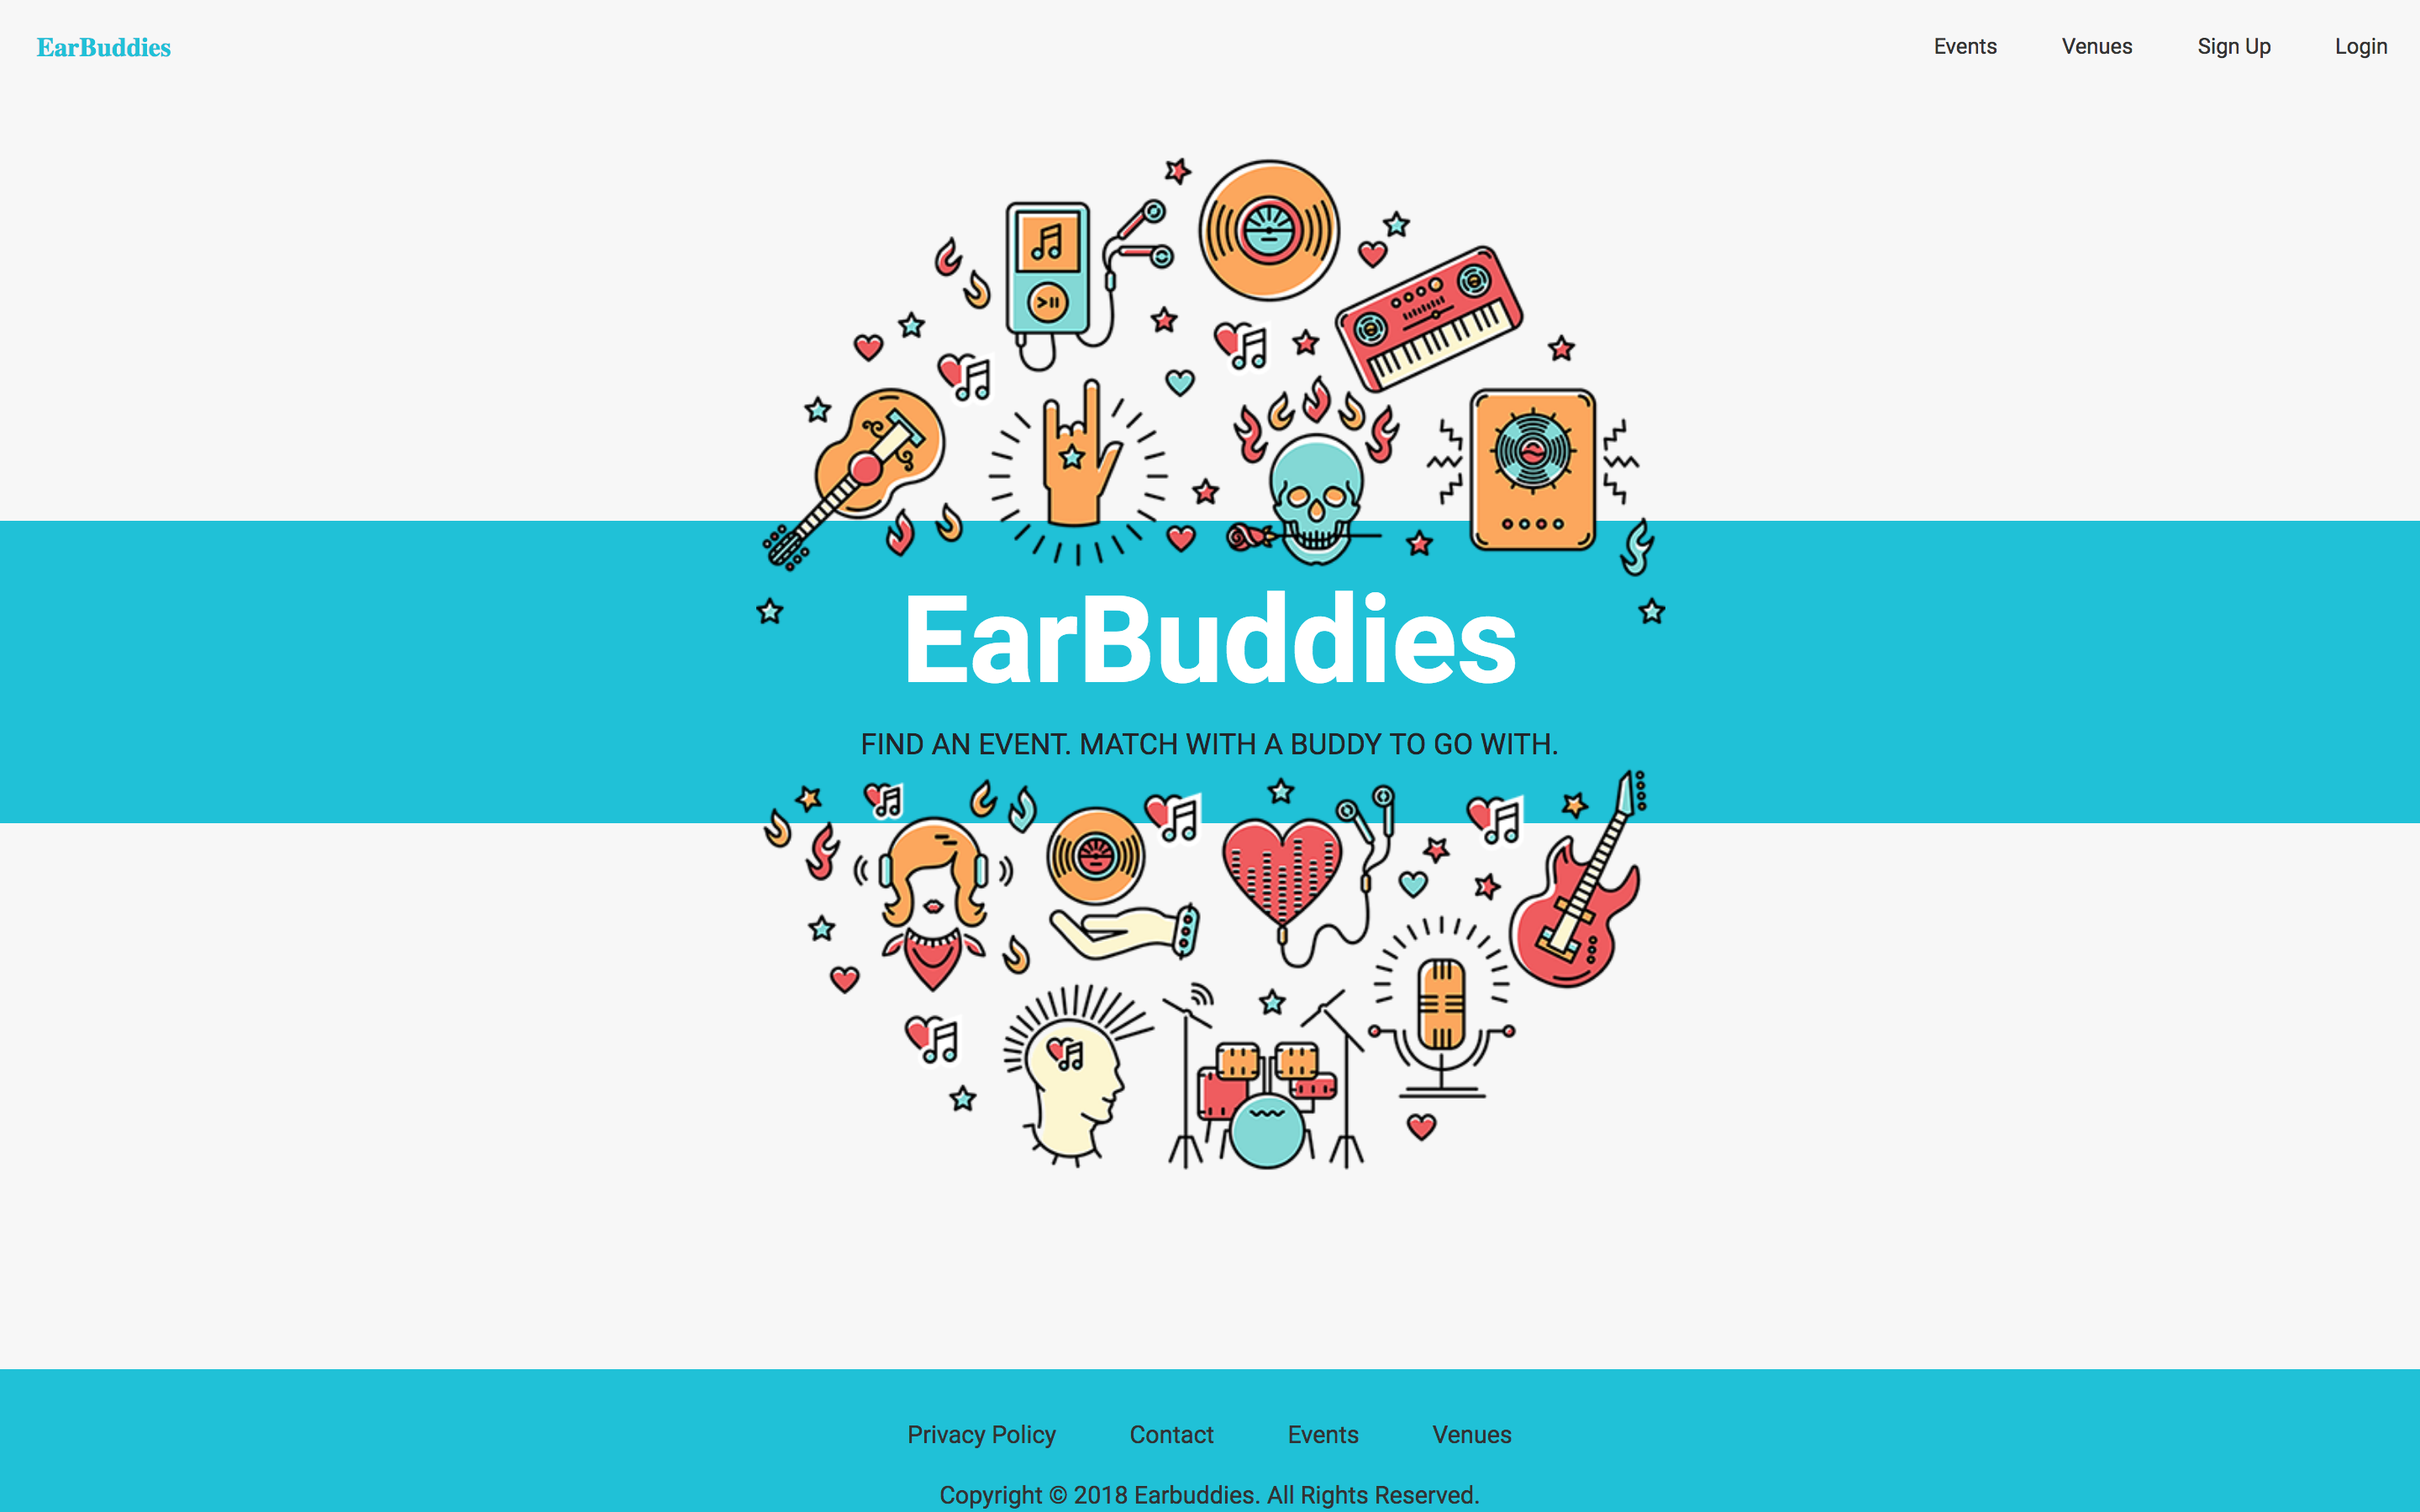 EarBuddies
Events Venues Sign Up Login
EarBuddies
FIND AN EVENT. MATCH WITH A BUDDY TO GO WITH.
Privacy Policy Contact Events Venues
Copyright © 2018 Earbuddies. All Rights Reserved.